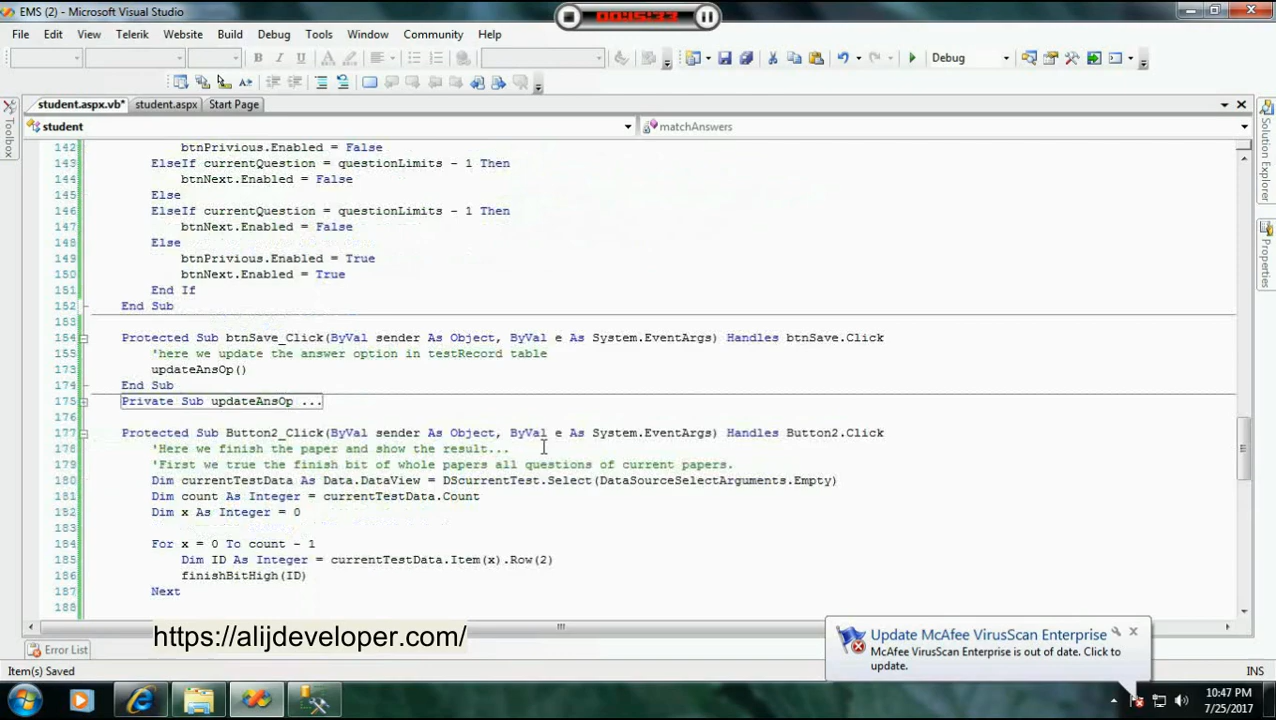 EMS (2) - Microsoft Visual Studio
00:15:33
File Edit View Telerik Website Build Debug Tools Window Community Help
Debug
student.aspx.vb* student.aspx Start Page
student matchAnswers
Toolbox
Solution Explorer
Properties
142 btnPrivious.Enabled = False
143 ElseIf currentQuestion = questionLimits - 1 Then
144 btnNext.Enabled = False
145 Else
146 ElseIf currentQuestion = questionLimits - 1 Then
147 btnNext.Enabled = False
148 Else
149 btnPrivious.Enabled = True
150 btnNext.Enabled = True
151 End If
152 End Sub
153
154 Protected Sub btnSave_Click(ByVal sender As Object, ByVal e As System.EventArgs) Handles btnSave.Click
155 'here we update the answer option in testRecord table
173 updateAnsOp()
174 End Sub
175 Private Sub updateAnsOp ...
176
177 Protected Sub Button2_Click(ByVal sender As Object, ByVal e As System.EventArgs) Handles Button2.Click
178 'Here we finish the paper and show the result...
179 'First we true the finish bit of whole papers all questions of current papers.
180 Dim currentTestData As Data.DataView = DScurrentTest.Select(DataSourceSelectArguments.Empty)
181 Dim count As Integer = currentTestData.Count
182 Dim x As Integer = 0
183
184 For x = 0 To count - 1
185 Dim ID As Integer = currentTestData.Item(x).Row(2)
186 finishBitHigh(ID)
187 Next
188
https://alijdeveloper.com/
Update McAfee VirusScan Enterprise
McAfee VirusScan Enterprise is out of date. Click to
update.
Error List
Item(s) Saved INS
10:47 PM
7/25/2017